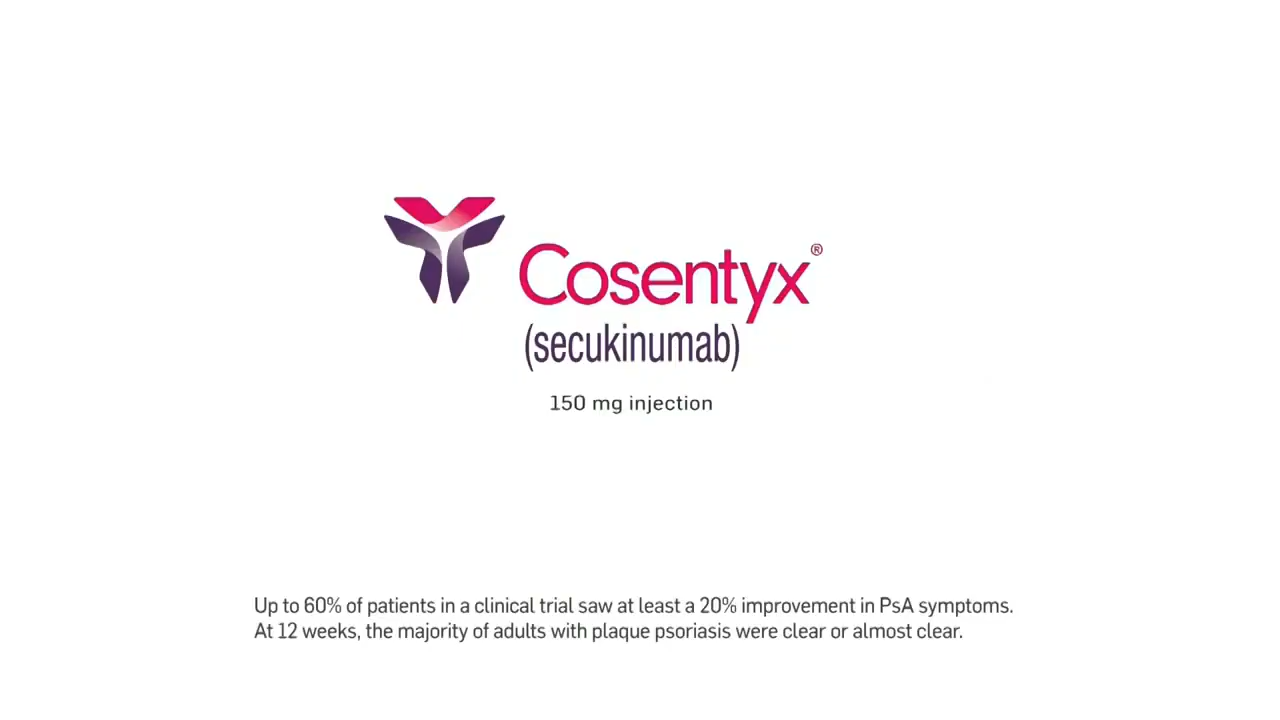 Cosentyx®
(secukinumab)
150 mg injection
Up to 60% of patients in a clinical trial saw at least a 20% improvement in PsA symptoms.
At 12 weeks, the majority of adults with plaque psoriasis were clear or almost clear.